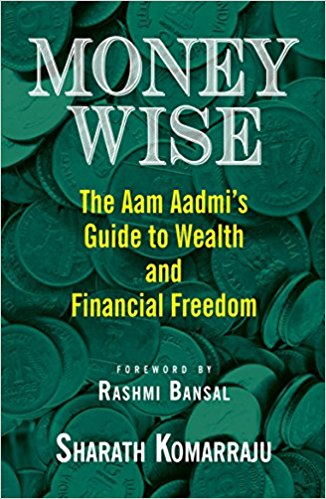 MONEY
WISE
The Aam Aadmi's
Guide to Wealth
and
Financial Freedom
FOREWORD BY
RASHMI BANSAL
SHARATH KOMARRAJU